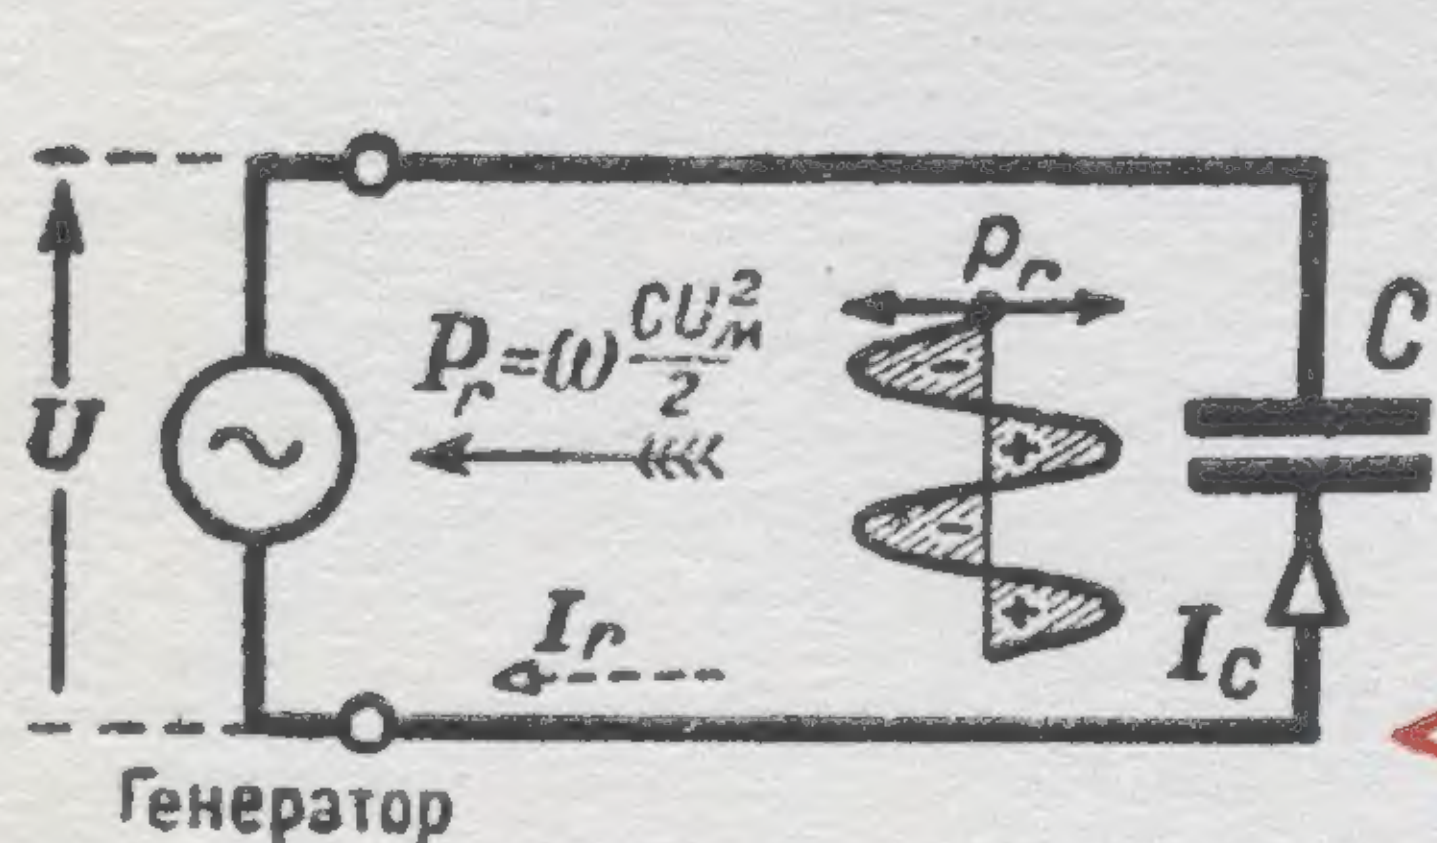 U
P_r=ω CU_м^2/2
p_r
- + - +
C
I_r
I_C
Генератор